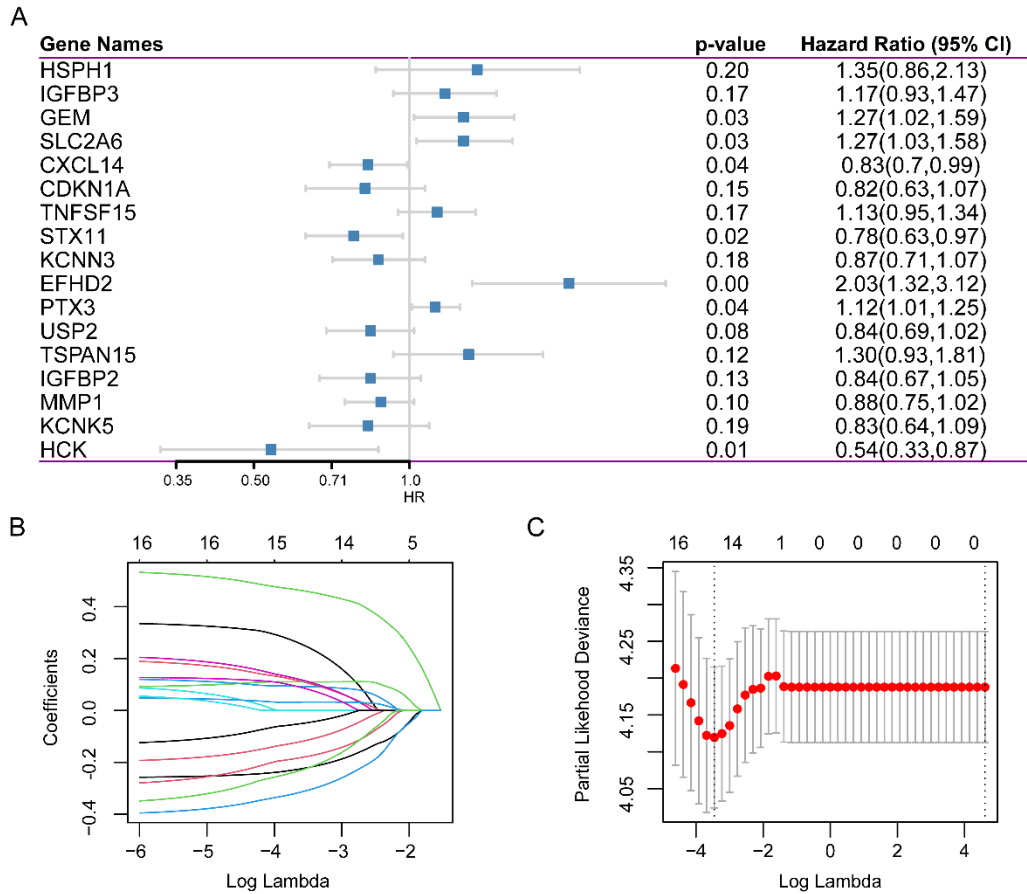 A
Gene Names p-value Hazard Ratio (95% CI)
HSPH1 0.20 1.35(0.86,2.13)
IGFBP3 0.17 1.17(0.93,1.47)
GEM 0.03 1.27(1.02,1.59)
SLC2A6 0.03 1.27(1.03,1.58)
CXCL14 0.04 0.83(0.7,0.99)
CDKN1A 0.15 0.82(0.63,1.07)
TNFSF15 0.17 1.13(0.95,1.34)
STX11 0.02 0.78(0.63,0.97)
KCNN3 0.18 0.87(0.71,1.07)
EFHD2 0.00 2.03(1.32,3.12)
PTX3 0.04 1.12(1.01,1.25)
USP2 0.08 0.84(0.69,1.02)
TSPAN15 0.12 1.30(0.93,1.81)
IGFBP2 0.13 0.84(0.67,1.05)
MMP1 0.10 0.88(0.75,1.02)
KCNK5 0.19 0.83(0.64,1.09)
HCK 0.01 0.54(0.33,0.87)
0.35 0.50 0.71 1.0
HR
B
16 16 15 14 5
Coefficients
0.4
0.2
0.0
−0.2
−0.4
−6 −5 −4 −3 −2
Log Lambda
C
16 14 1 0 0 0 0 0
Partial Likelihood Deviance
4.35
4.25
4.15
4.05
−4 −2 0 2 4
Log Lambda